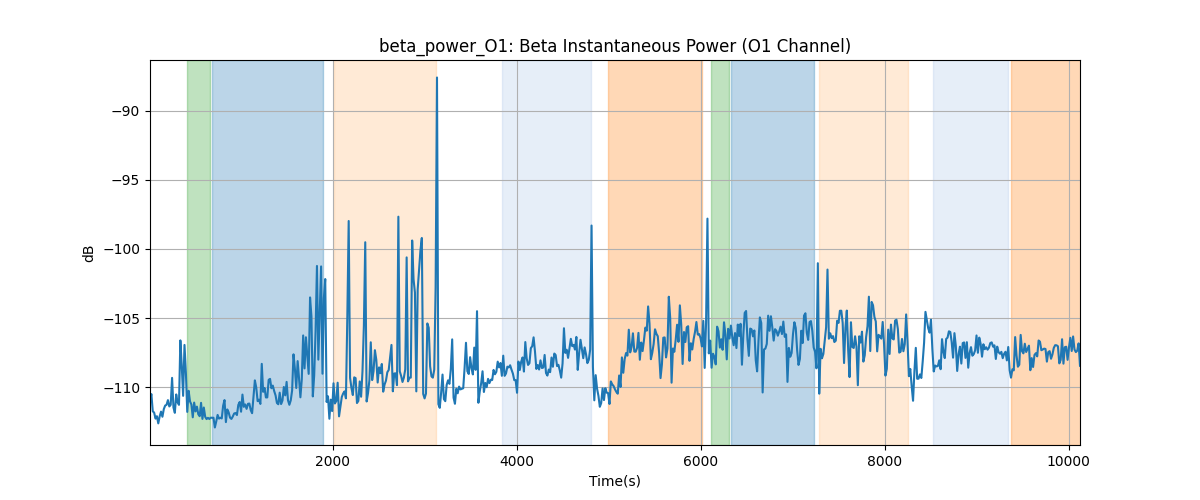 beta_power_O1: Beta Instantaneous Power (O1 Channel)
dB
−90
−95
−100
−105
−110
2000 4000 6000 8000 10000
Time(s)